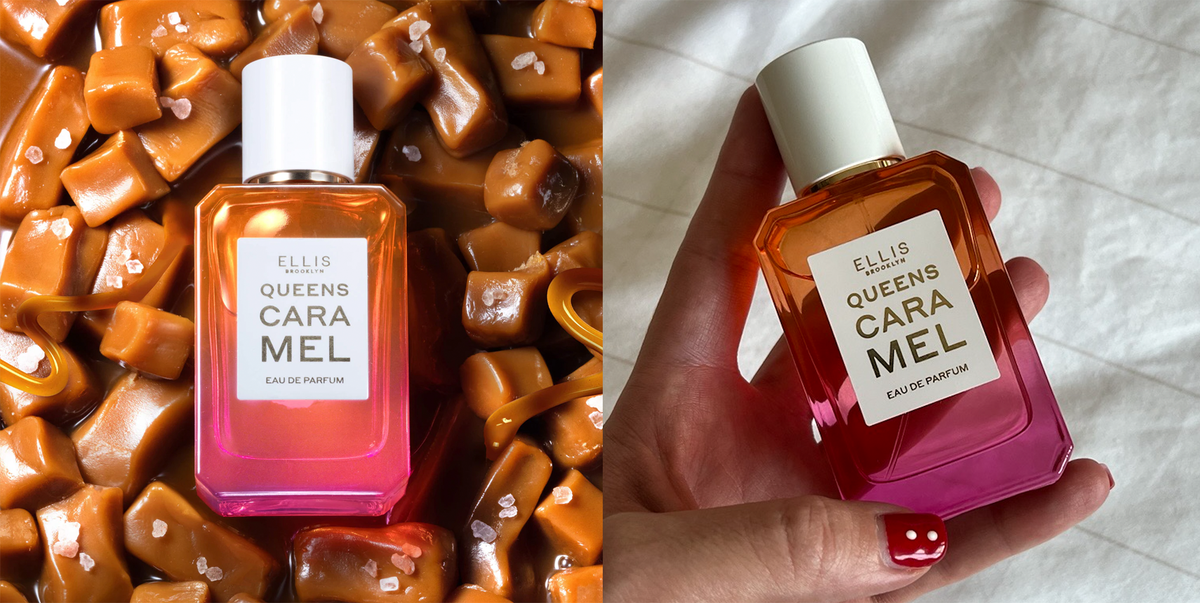 ELLIS
BROOKLYN
QUEENS
CARA
MEL
EAU DE PARFUM
ELLIS
BROOKLYN
QUEENS
CARA
MEL
EAU DE PARFUM